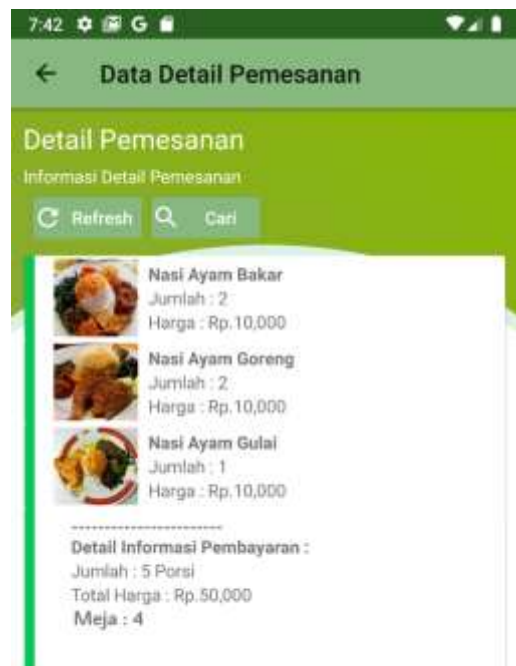 7:42 G
Data Detail Pemesanan
Detail Pemesanan
Informasi Detail Pemesanan
Refresh Cari
Nasi Ayam Bakar
Jumlah : 2
Harga : Rp.10,000
Nasi Ayam Goreng
Jumlah : 2
Harga : Rp.10,000
Nasi Ayam Gulai
Jumlah : 1
Harga : Rp.10,000
-----------------------
Detail Informasi Pembayaran :
Jumlah : 5 Porsi
Total Harga : Rp.50,000
Meja : 4